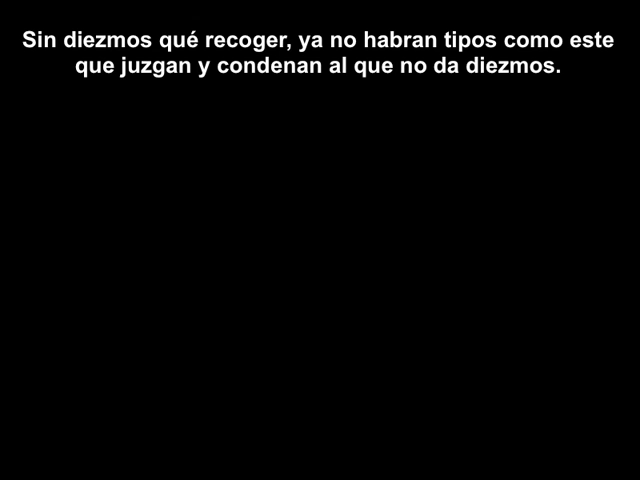 Sin diezmos qué recoger, ya no habran tipos como este
que juzgan y condenan al que no da diezmos.